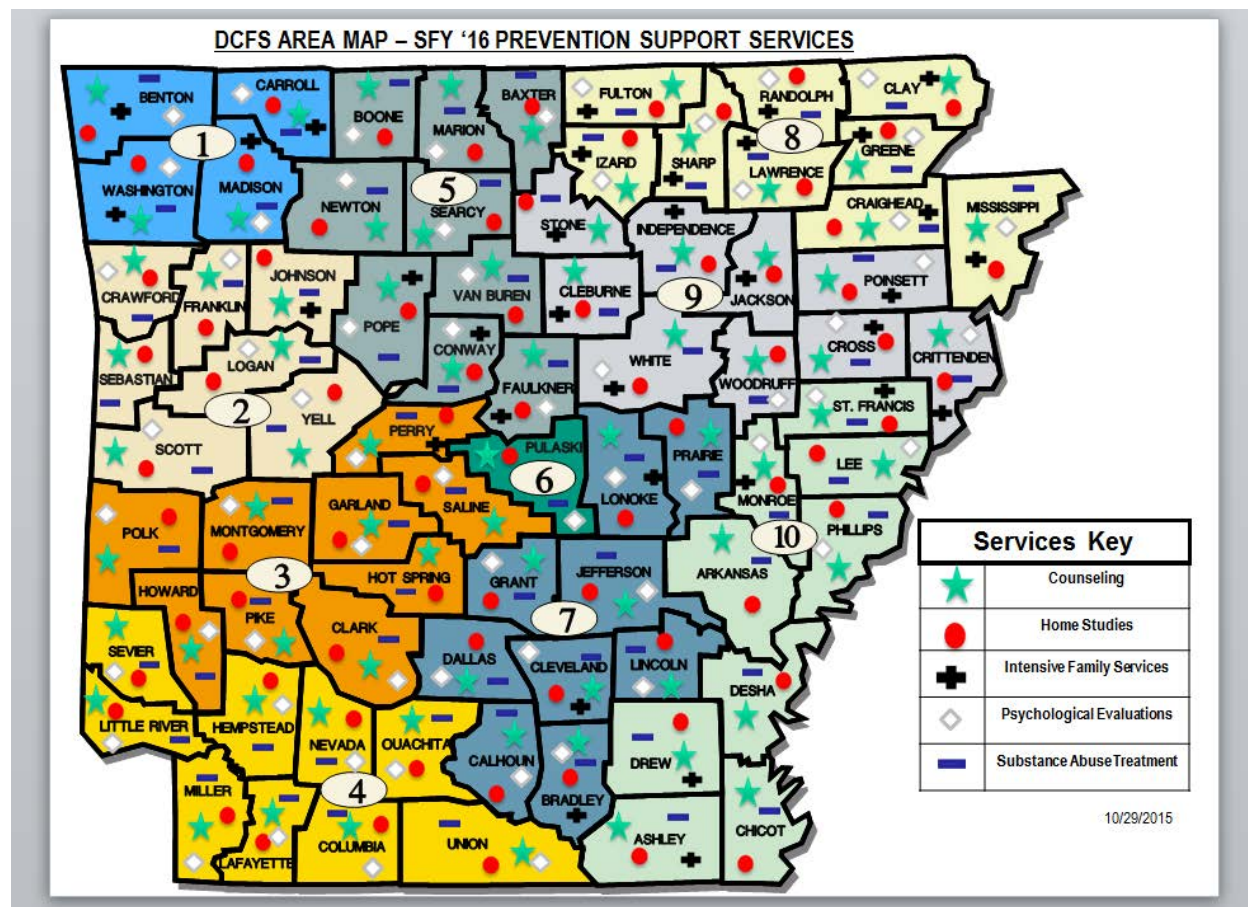 DCFS AREA MAP – SFY ‘16 PREVENTION SUPPORT SERVICES
BENTON
CARROLL
BOONE
MARION
BAXTER
FULTON
RANDOLPH
CLAY
1
8
IZARD
SHARP
LAWRENCE
GREENE
WASHINGTON
MADISON
NEWTON
5
SEARCY
STONE
INDEPENDENCE
CRAIGHEAD
MISSISSIPPI
CRAWFORD
FRANKLIN
JOHNSON
POPE
VAN BUREN
CLEBURNE
9
JACKSON
POINSETT
SEBASTIAN
LOGAN
CONWAY
FAULKNER
WHITE
WOODRUFF
CROSS
CRITTENDEN
2
YELL
SCOTT
PERRY
PULASKI
6
LONOKE
PRAIRIE
ST. FRANCIS
LEE
MONROE
PHILLIPS
POLK
MONTGOMERY
GARLAND
SALINE
10
3
HOT SPRING
GRANT
JEFFERSON
ARKANSAS
HOWARD
PIKE
CLARK
7
SEVIER
DALLAS
CLEVELAND
LINCOLN
DESHA
LITTLE RIVER
HEMPSTEAD
NEVADA
OUACHITA
CALHOUN
BRADLEY
DREW
MILLER
4
LAFAYETTE
COLUMBIA
UNION
ASHLEY
CHICOT
Services Key
Counseling
Home Studies
Intensive Family Services
Psychological Evaluations
Substance Abuse Treatment
10/29/2015